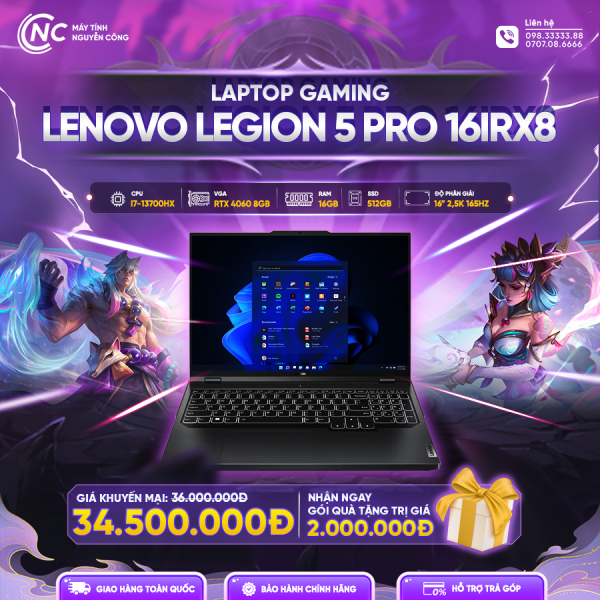 NC
MÁY TÍNH
NGUYỄN CÔNG
Liên hệ
098.33333.88
0707.08.6666
LAPTOP GAMING
LENOVO LEGION 5 PRO 16IRX8
CPU
I7-13700HX
VGA
RTX 4060 8GB
RAM
16GB
SSD
512GB
ĐỘ PHÂN GIẢI
16" 2,5K 165HZ
GIÁ KHUYẾN MẠI: 36.000.000Đ
34.500.000Đ
NHẬN NGAY
GÓI QUÀ TẶNG TRỊ GIÁ
2.000.000Đ
GIAO HÀNG TOÀN QUỐC
BẢO HÀNH CHÍNH HÃNG
0%
HỖ TRỢ TRẢ GÓP